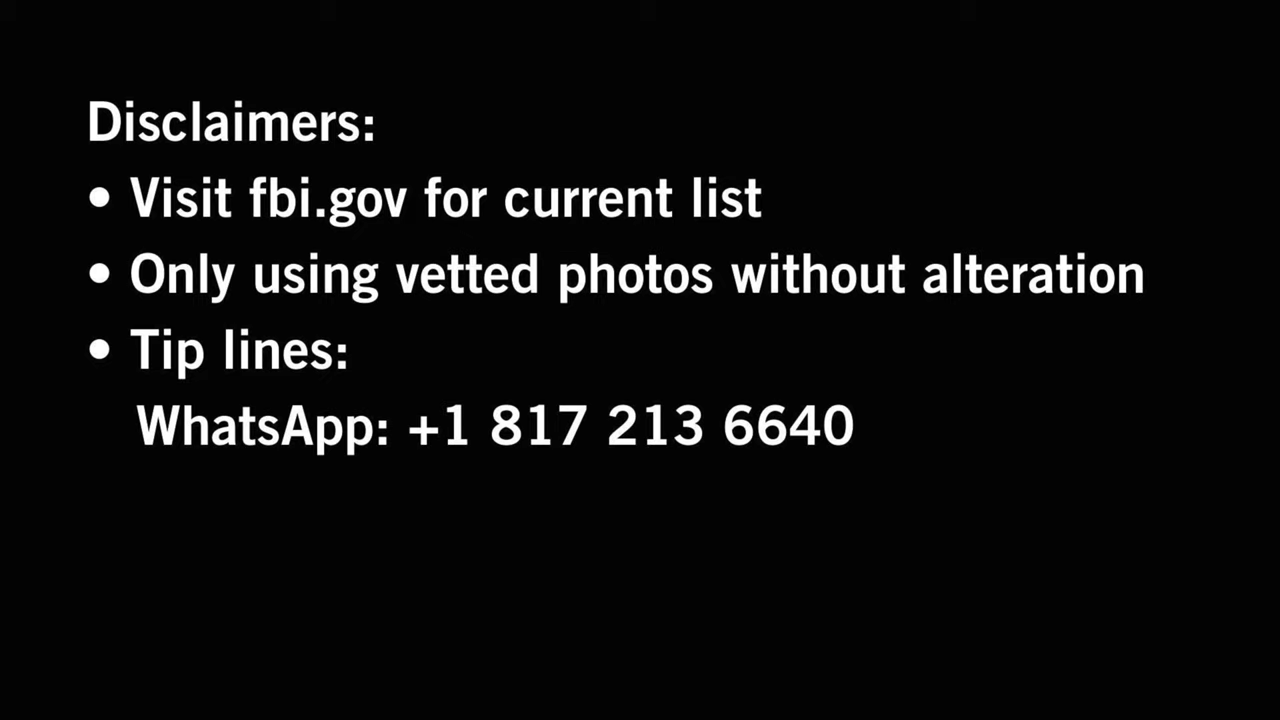 Disclaimers:
• Visit fbi.gov for current list
• Only using vetted photos without alteration
• Tip lines:
WhatsApp: +1 817 213 6640